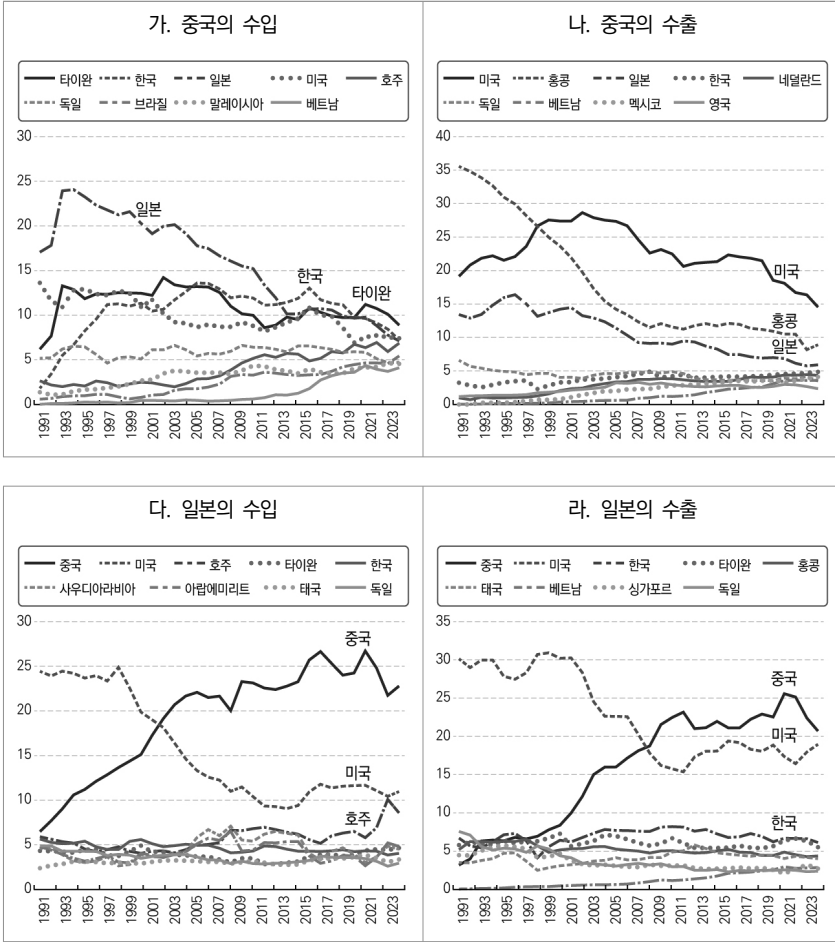 가. 중국의 수입
타이완 한국 일본 미국 호주
독일 브라질 말레이시아 베트남
30
25
20
15
10
5
0
일본
한국
타이완
1991 1993 1995 1997 1999 2001 2003 2005 2007 2009 2011 2013 2015 2017 2019 2021 2023
나. 중국의 수출
미국 홍콩 일본 한국 네덜란드
독일 베트남 멕시코 영국
40
35
30
25
20
15
10
5
0
미국
홍콩
일본
1991 1993 1995 1997 1999 2001 2003 2005 2007 2009 2011 2013 2015 2017 2019 2021 2023
다. 일본의 수입
중국 미국 호주 타이완 한국
사우디아라비아 아랍에미리트 태국 독일
30
25
20
15
10
5
0
중국
미국
호주
1991 1993 1995 1997 1999 2001 2003 2005 2007 2009 2011 2013 2015 2017 2019 2021 2023
라. 일본의 수출
중국 미국 한국 타이완 홍콩
태국 베트남 싱가포르 독일
35
30
25
20
15
10
5
0
중국
미국
한국
1991 1993 1995 1997 1999 2001 2003 2005 2007 2009 2011 2013 2015 2017 2019 2021 2023